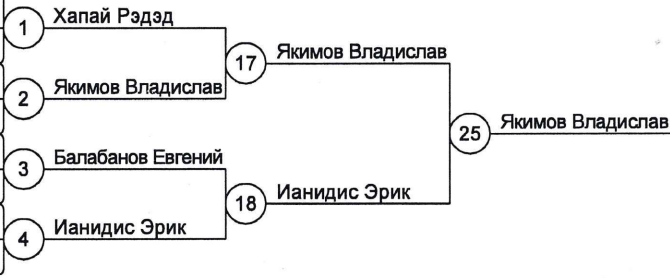 1 Хапай Рэдэд
2 Якимов Владислав
17 Якимов Владислав
25 Якимов Владислав
3 Балабанов Евгений
18 Ианидис Эрик
4 Ианидис Эрик